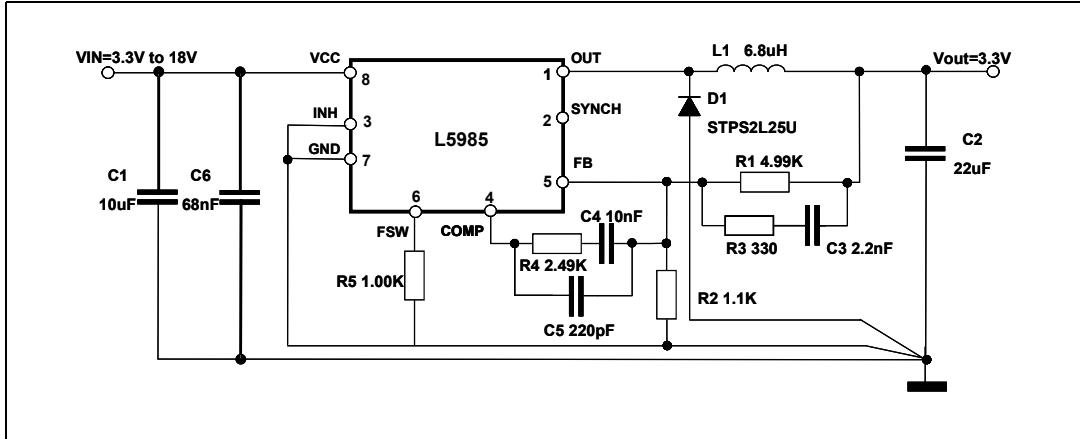 VIN=3.3V to 18V
VCC
8
INH
3
GND
7
L5985
1
OUT
2
SYNCH
5
FB
6
FSW
4
COMP
L1 6.8uH
Vout=3.3V
D1
STPS2L25U
C2
22uF
C1
10uF
C6
68nF
R1 4.99K
R3 330
C3 2.2nF
C4 10nF
R4 2.49K
C5 220pF
R5 1.00K
R2 1.1K